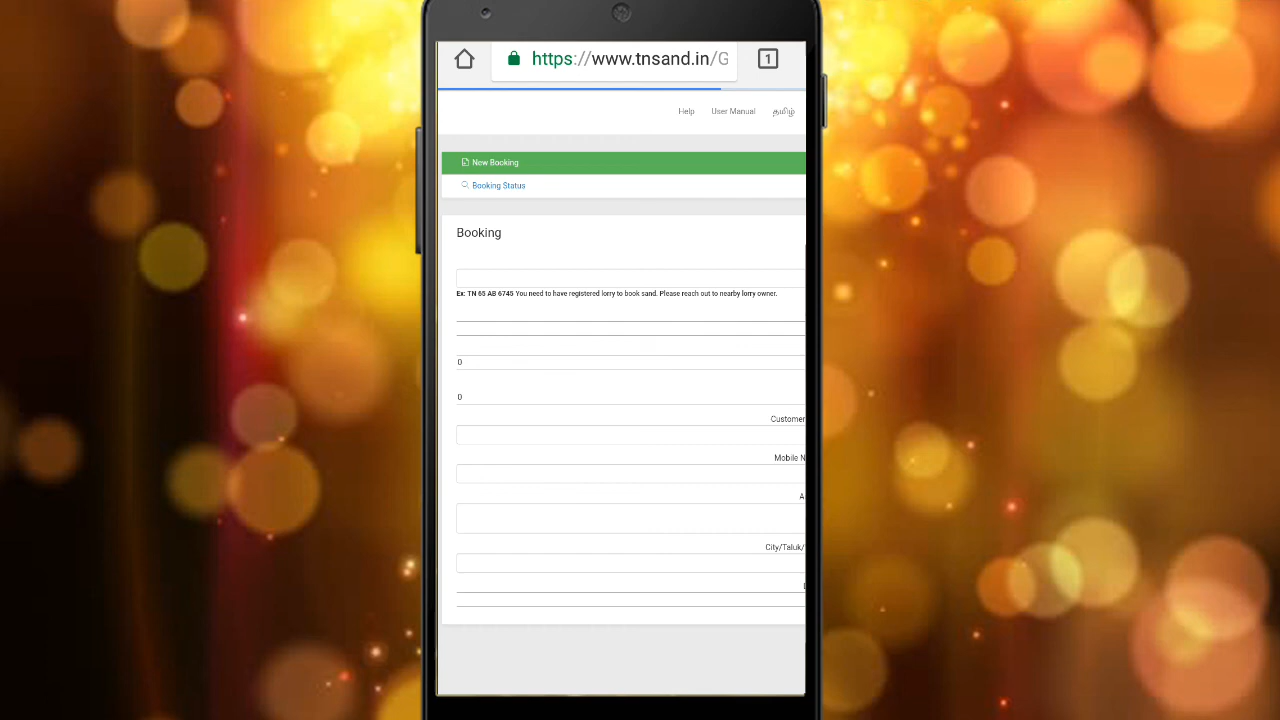 https://www.tnsand.in/G
1
Help User Manual தமிழ்
New Booking
Booking Status
Booking
Ex: TN 65 AB 6745 You need to have registered lorry to book sand. Please reach out to nearby lorry owner.
0
0
Customer
Mobile N
A
City/Taluk/